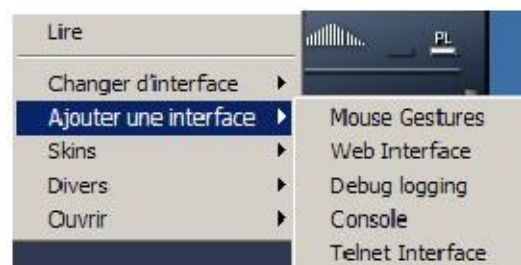 Lire
PL
Changer d'interface
Ajouter une interface
Skins
Divers
Ouvrir
Mouse Gestures
Web Interface
Debug logging
Console
Telnet Interface